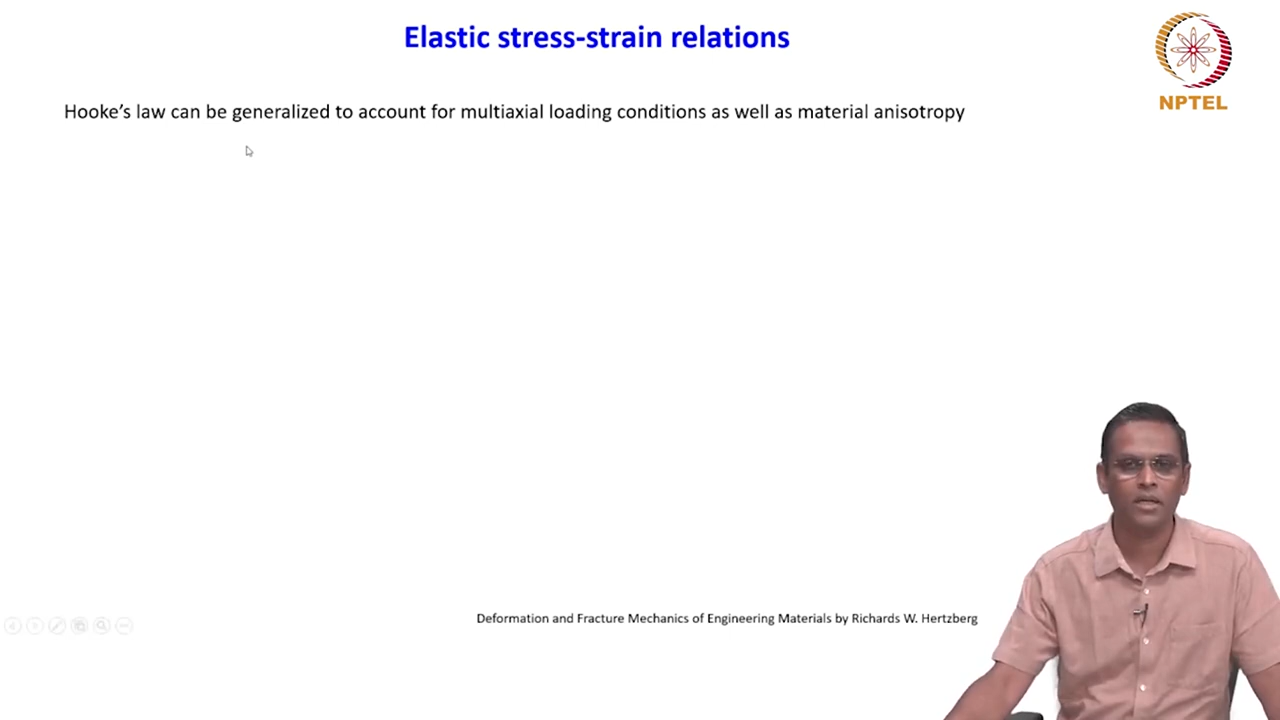 Elastic stress-strain relations
NPTEL
Hooke's law can be generalized to account for multiaxial loading conditions as well as material anisotropy
Deformation and Fracture Mechanics of Engineering Materials by Richards W. Hertzberg